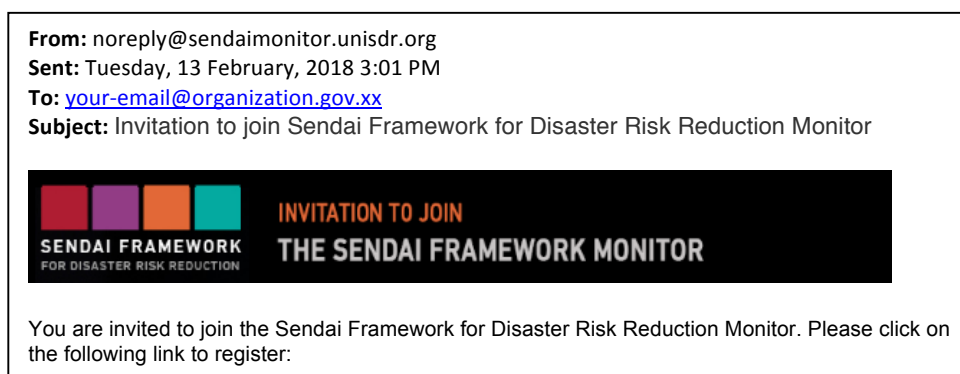 From: noreply@sendaimonitor.unisdr.org
Sent: Tuesday, 13 February, 2018 3:01 PM
To: your-email@organization.gov.xx
Subject: Invitation to join Sendai Framework for Disaster Risk Reduction Monitor
SENDAI FRAMEWORK
FOR DISASTER RISK REDUCTION
INVITATION TO JOIN
THE SENDAI FRAMEWORK MONITOR
You are invited to join the Sendai Framework for Disaster Risk Reduction Monitor. Please click on
the following link to register: